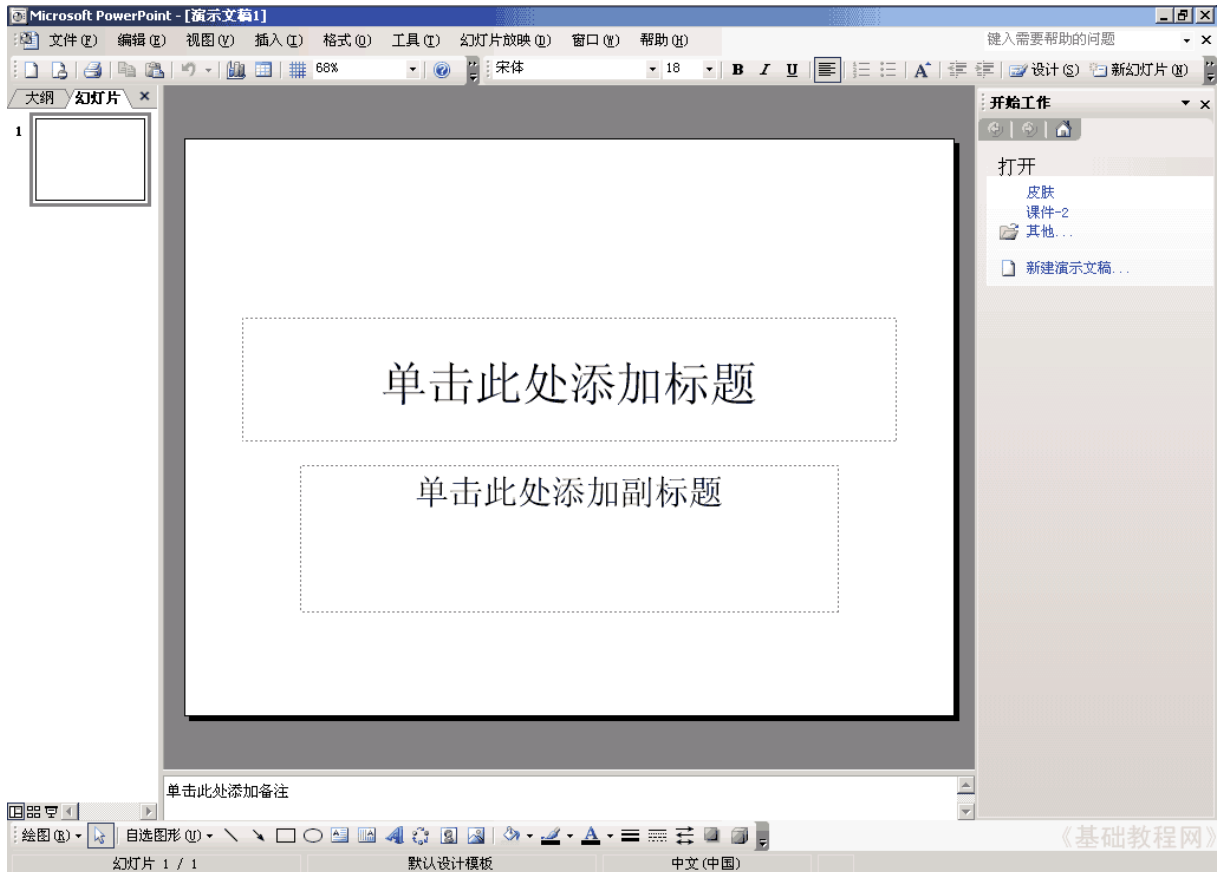 Microsoft PowerPoint - [演示文稿1]
文件(F) 编辑(E) 视图(V) 插入(I) 格式(O) 工具(T) 幻灯片放映(D) 窗口(W) 帮助(H) 键入需要帮助的问题
68% 宋体 18 B I U A 设计(S) 新幻灯片(N)
大纲 幻灯片
开始工作
1
打开
皮肤
课件-2
其他...
新建演示文稿...
单击此处添加标题
单击此处添加副标题
单击此处添加备注
绘图(R) 自选图形(U) A
《基础教程网》
幻灯片 1 / 1 默认设计模板 中文(中国)